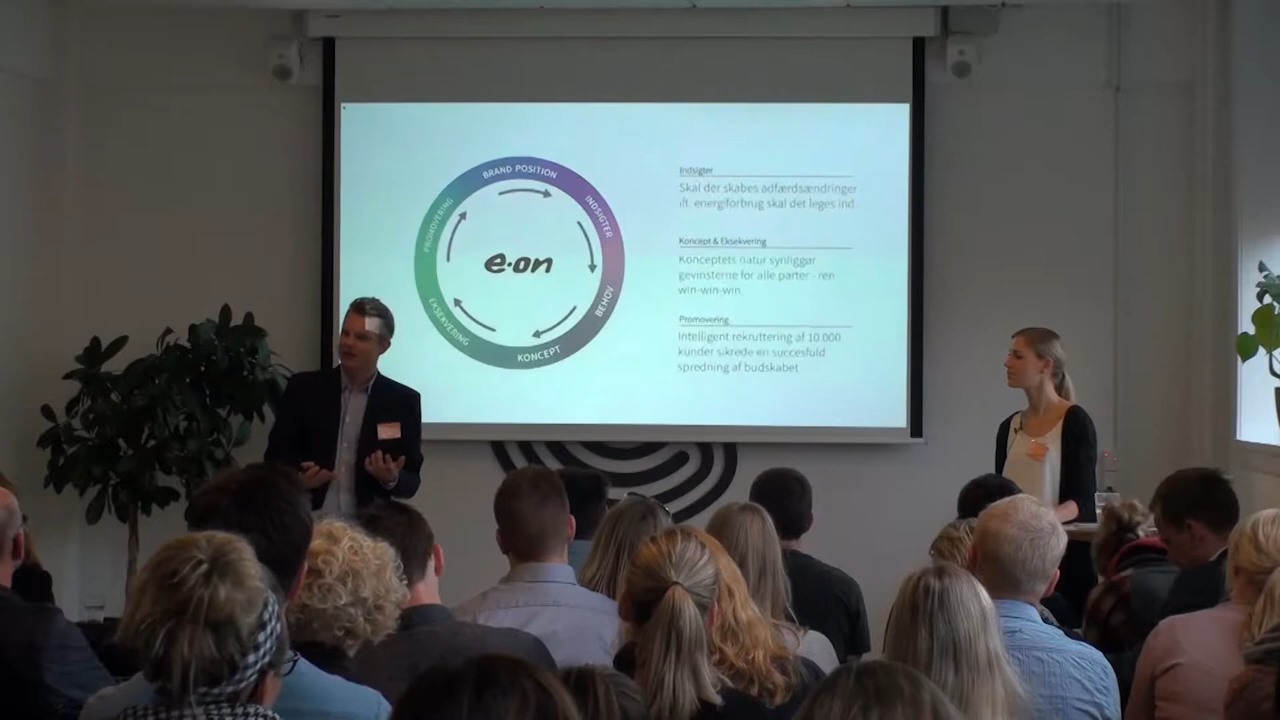 BRAND POSITION
INDSIGTER
BEHOV
KONCEPT
EKSEKVERING
PROMOVERING
e·on
Indsigter
Skal der skabes adfærdsændringer
ift. energiforbrug skal det leges ind.
Koncept & Eksekvering
Konceptets natur synliggør
gevinsterne for alle parter - ren
win-win-win.
Promovering
Intelligent rekruttering af 10.000
kunder sikrede en succesfuld
spredning af budskabet